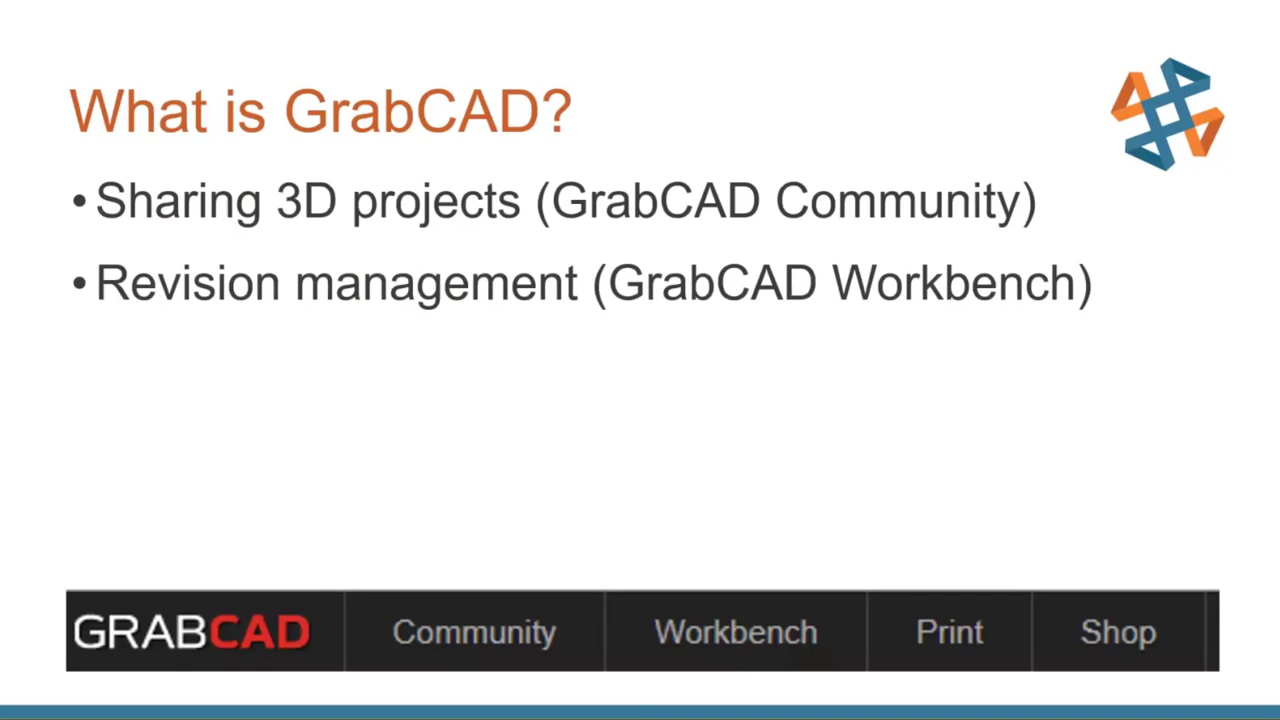 What is GrabCAD?
• Sharing 3D projects (GrabCAD Community)
• Revision management (GrabCAD Workbench)
GRABCAD Community Workbench Print Shop